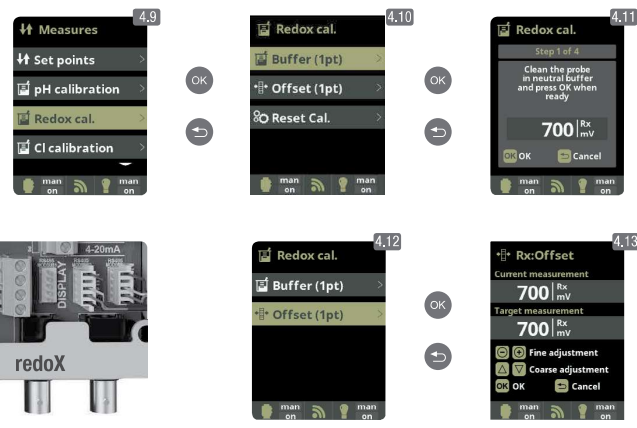 4.9
Measures
Set points
pH calibration
Redox cal.
Cl calibration
man on
man on
OK
4.10
Redox cal.
Buffer (1pt)
Offset (1pt)
Reset Cal.
man on
man on
OK
4.11
Redox cal.
Step 1 of 4
Clean the probe
in neutral buffer
and press OK when
ready
700 Rx mV
OK OK Cancel
man on
man on
4-20mA
DISPLAY
redoX
4.12
Redox cal.
Buffer (1pt)
Offset (1pt)
man on
man on
OK
4.13
Rx:Offset
Current measurement
700 Rx mV
Target measurement
700 Rx mV
Fine adjustment
Coarse adjustment
OK OK Cancel
man on
man on